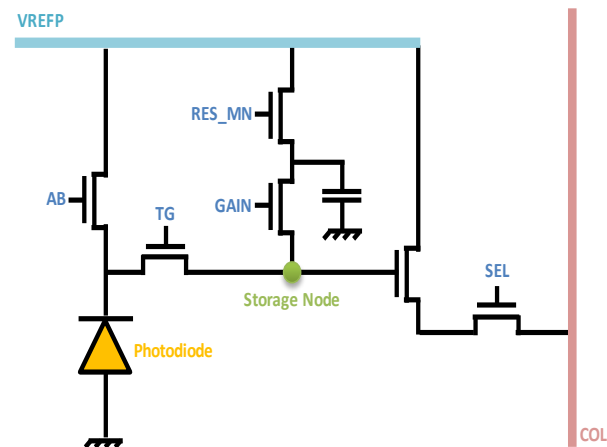 VREFP
RES_MN
AB
TG
GAIN
SEL
Storage Node
Photodiode
COL